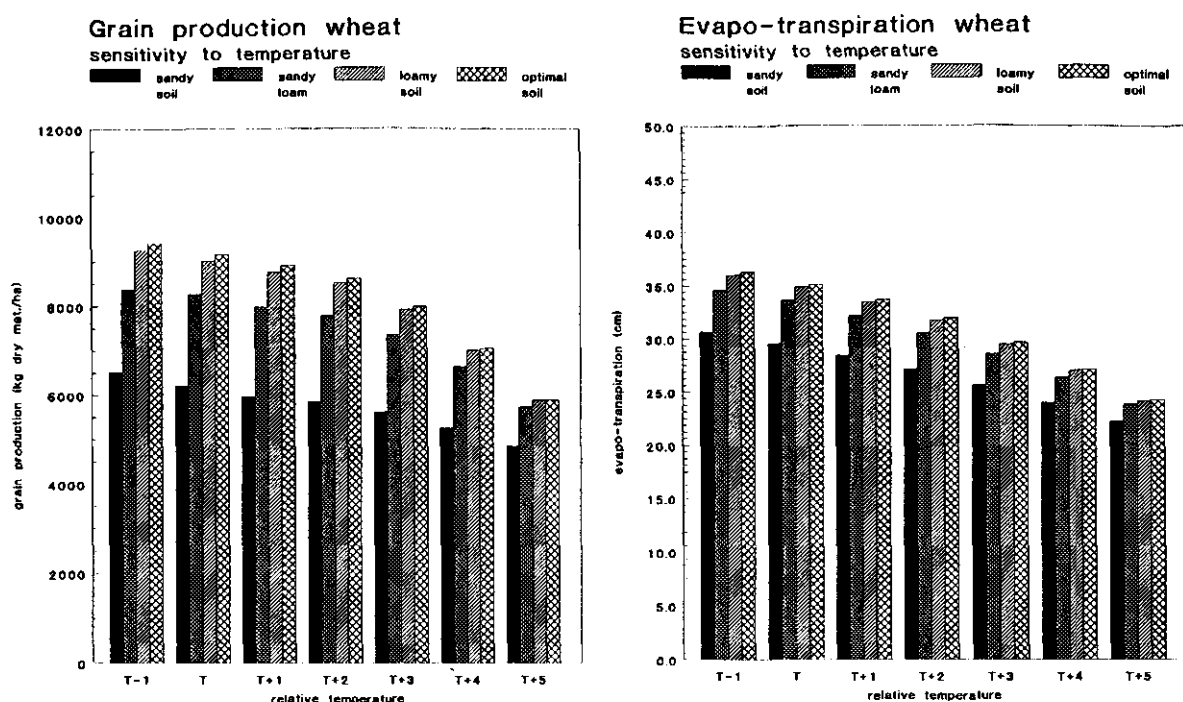 Grain production wheat
sensitivity to temperature
sandy soil
sandy loam
loamy soil
optimal soil
12000
10000
8000
6000
4000
2000
0
grain production (kg dry mat./ha)
T-1 T T+1 T+2 T+3 T+4 T+5
relative temperature
Evapo-transpiration wheat
sensitivity to temperature
sandy soil
sandy loam
loamy soil
optimal soil
50.0
45.0
40.0
35.0
30.0
25.0
20.0
15.0
10.0
5.0
0.0
evapo-transpiration (cm)
T-1 T T+1 T+2 T+3 T+4 T+5
relative temperature